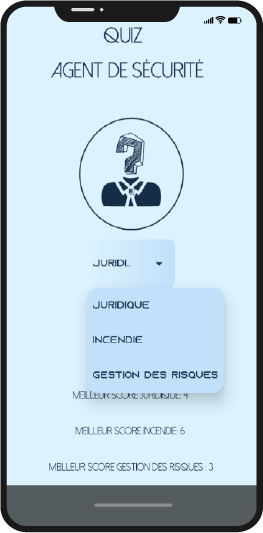 QUIZ
AGENT DE SÉCURITÉ
JURIDI..
JURIDIQUE
INCENDIE
GESTION DES RISQUES
MEILLEUR SCORE JURIDIQUE: 4
MEILLEUR SCORE INCENDIE: 6
MEILLEUR SCORE GESTION DES RISQUES : 3